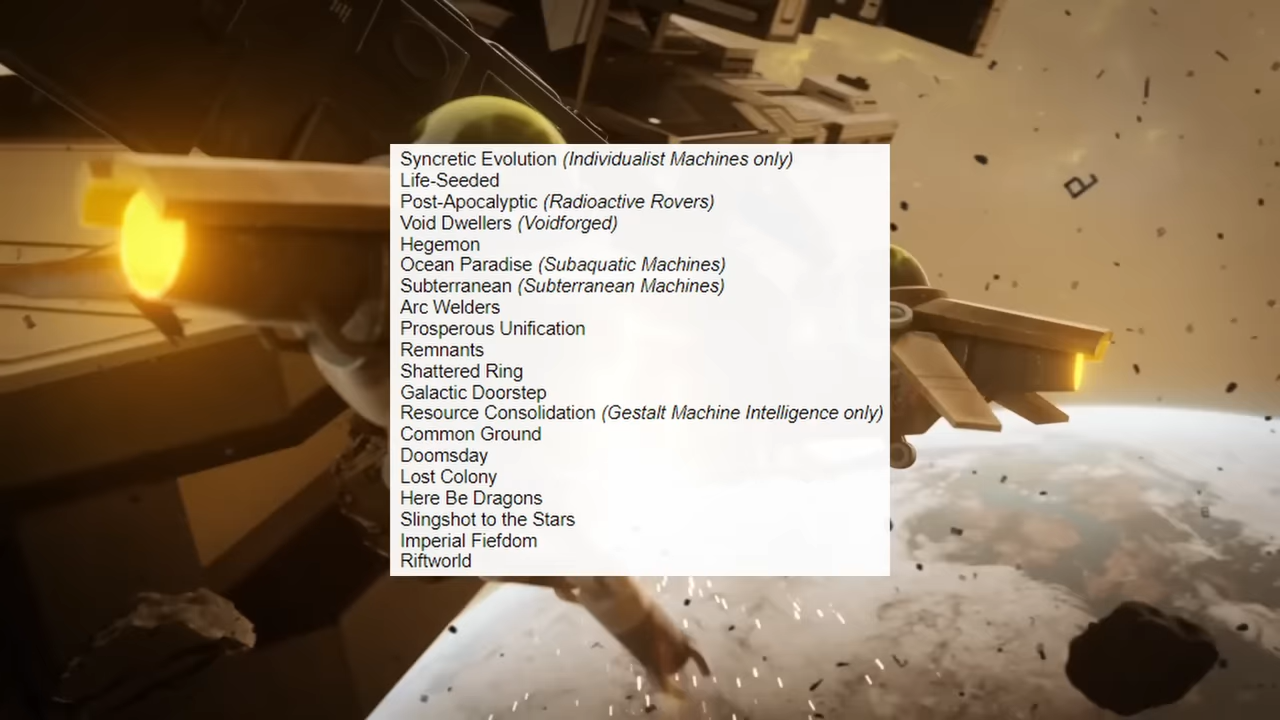 Syncretic Evolution (Individualist Machines only)
Life-Seeded
Post-Apocalyptic (Radioactive Rovers)
Void Dwellers (Voidforged)
Hegemon
Ocean Paradise (Subaquatic Machines)
Subterranean (Subterranean Machines)
Arc Welders
Prosperous Unification
Remnants
Shattered Ring
Galactic Doorstep
Resource Consolidation (Gestalt Machine Intelligence only)
Common Ground
Doomsday
Lost Colony
Here Be Dragons
Slingshot to the Stars
Imperial Fiefdom
Riftworld